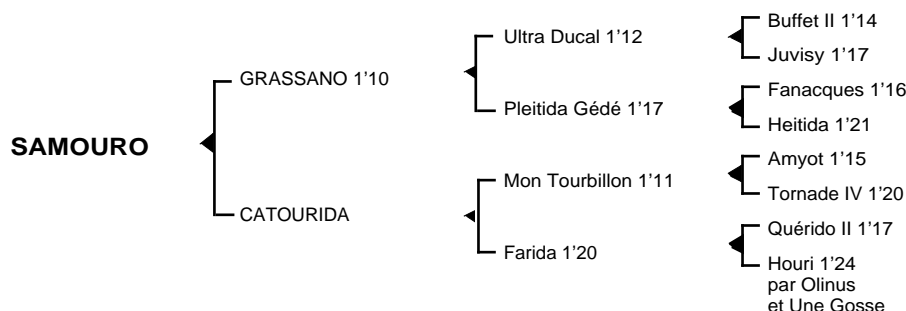 Buffet II 1’14
Ultra Ducal 1’12
Juvisy 1’17
GRASSANO 1’10
Fanacques 1’16
Pleitida Gédé 1’17
Heitida 1’21
SAMOURO
Amyot 1’15
Mon Tourbillon 1’11
Tornade IV 1’20
CATOURIDA
Quérido II 1’17
Farida 1’20
Houri 1’24
par Olinus
et Une Gosse